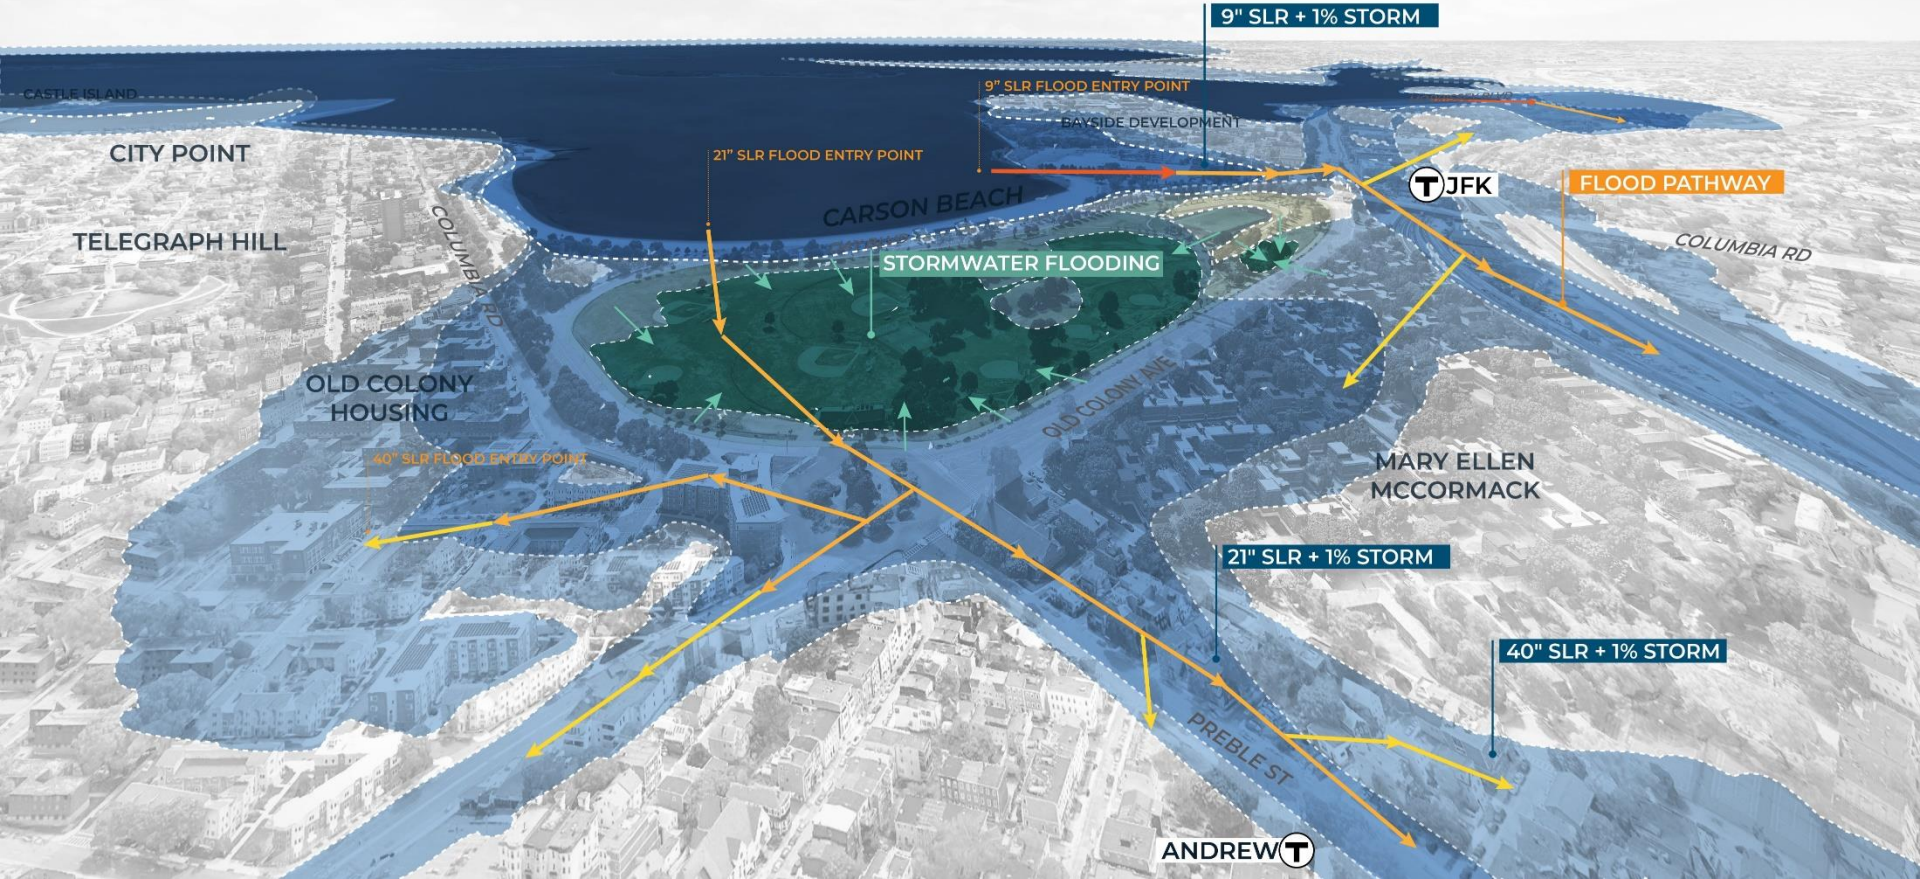 9" SLR + 1% STORM
CASTLE ISLAND
9" SLR FLOOD ENTRY POINT
BAYSIDE DEVELOPMENT
CITY POINT
21" SLR FLOOD ENTRY POINT
T JFK
FLOOD PATHWAY
CARSON BEACH
TELEGRAPH HILL
COLUMBIA RD
COLUMBIA RD
STORMWATER FLOODING
OLD COLONY
HOUSING
OLD COLONY AVE
40" SLR FLOOD ENTRY POINT
MARY ELLEN
MCCORMACK
21" SLR + 1% STORM
40" SLR + 1% STORM
PREBLE ST
ANDREW T